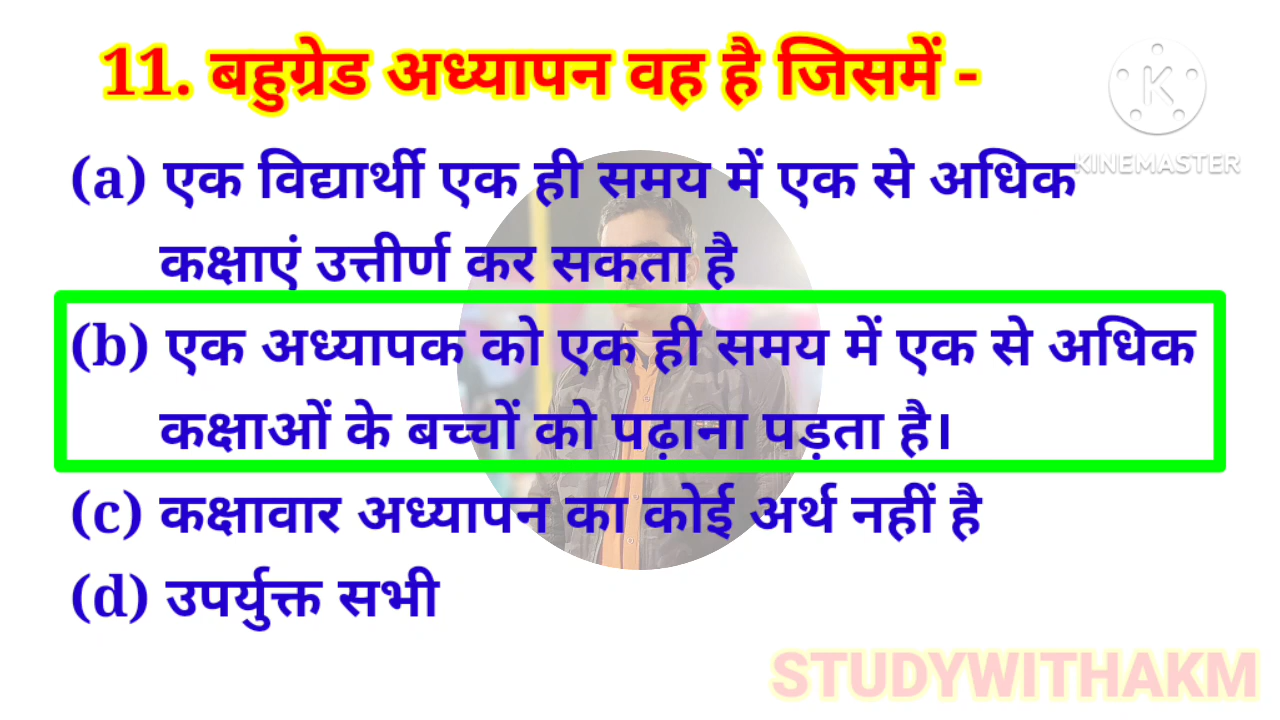 11. बहुग्रेड अध्यापन वह है जिसमें -
KINEMASTER
(a) एक विद्यार्थी एक ही समय में एक से अधिक
कक्षाएं उत्तीर्ण कर सकता है
(b) एक अध्यापक को एक ही समय में एक से अधिक
कक्षाओं के बच्चों को पढ़ाना पड़ता है।
(c) कक्षावार अध्यापन का कोई अर्थ नहीं है
(d) उपर्युक्त सभी
STUDYWITHAKM